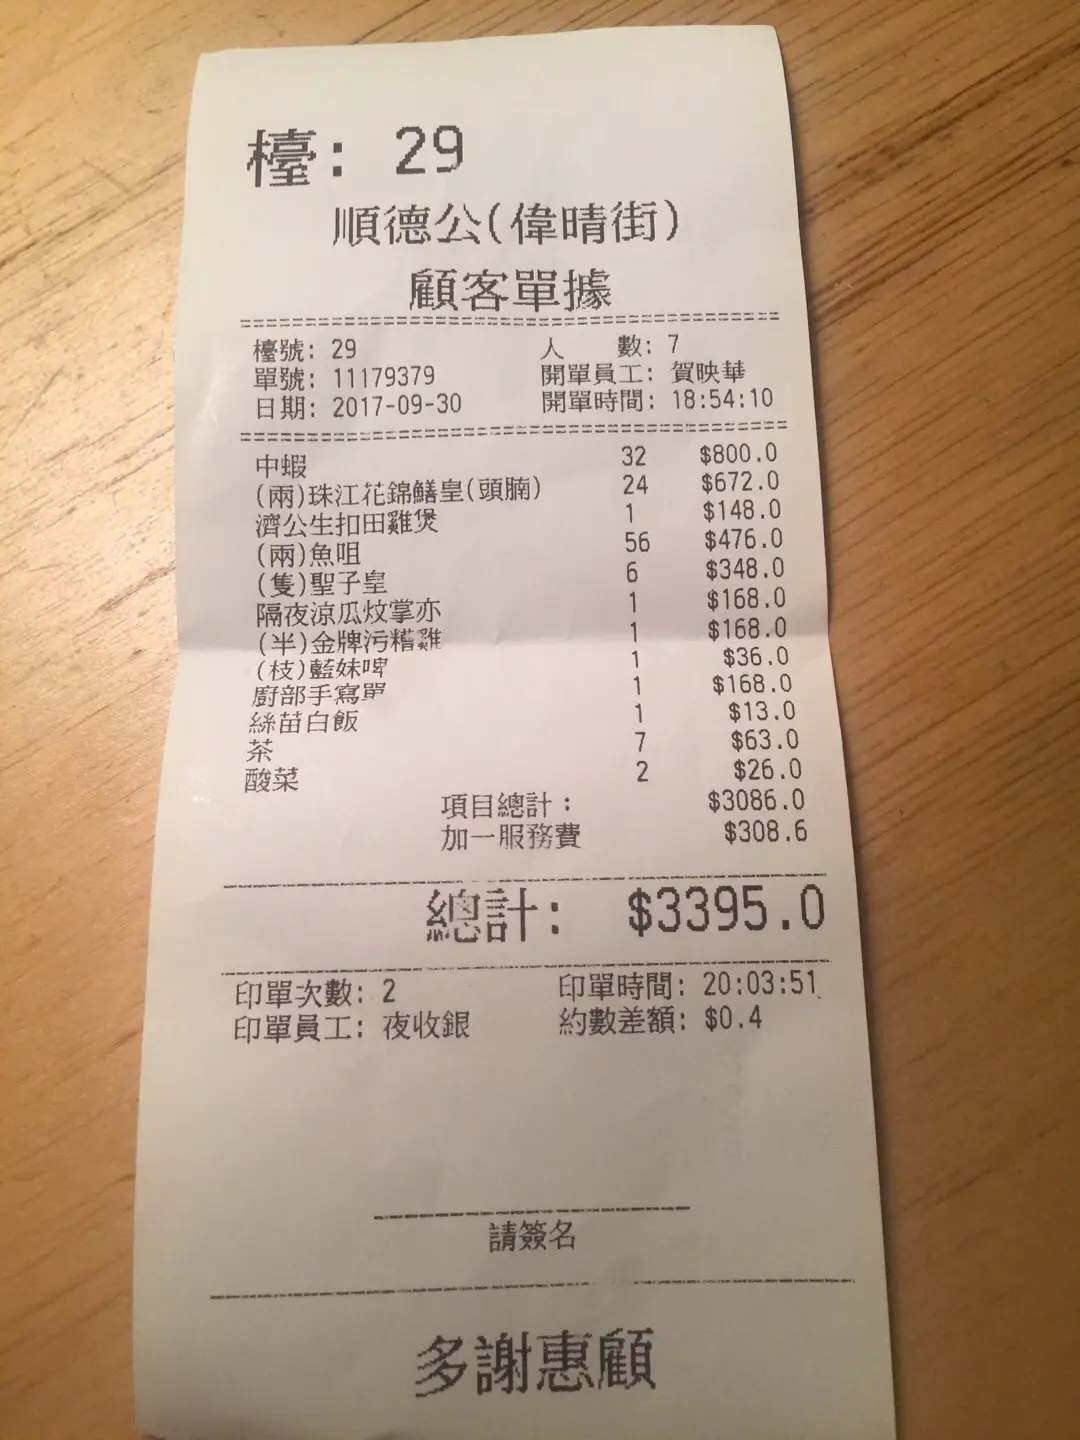 檯: 29
順德公(偉晴街)
顧客單據
檯號: 29 人 數: 7
單號: 11179379 開單員工: 賀映華
日期: 2017-09-30 開單時間: 18:54:10
中蝦 32 $800.0
(兩)珠江花錦鱔皇(頭腩) 24 $672.0
濟公生扣田雞煲 1 $148.0
(兩)魚咀 56 $476.0
(隻)聖子皇 6 $348.0
隔夜涼瓜炆掌亦 1 $168.0
(半)金牌污糟雞 1 $168.0
(枝)藍妹啤 1 $36.0
廚部手寫單 1 $168.0
絲苗白飯 1 $13.0
茶 7 $63.0
酸菜 2 $26.0
項目總計: $3086.0
加一服務費 $308.6
總計: $3395.0
印單次數: 2 印單時間: 20:03:51
印單員工: 夜收銀 約數差額: $0.4
請簽名
多謝惠顧